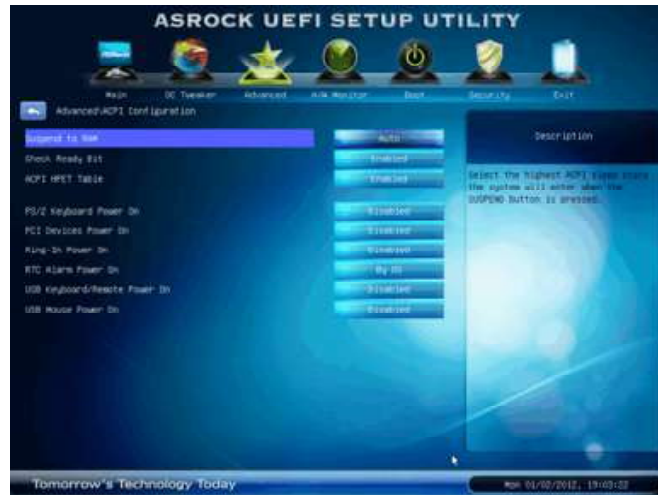 ASROCK UEFI SETUP UTILITY
Main OC Tweaker Advanced H/W Monitor Boot Security Exit
Advanced\ACPI Configuration
Suspend to RAM Auto
Check Ready Bit Enabled
ACPI HPET Table Enabled
PS/2 Keyboard Power On Disabled
PCI Devices Power On Disabled
Ring-In Power On Disabled
RTC Alarm Power On By OS
USB Keyboard/Remote Power On Disabled
USB Mouse Power On Disabled
Description
Select the highest ACPI sleep state
the system will enter when the
SUSPEND button is pressed.
Tomorrow's Technology Today
Mon 01/02/2012, 19:03:22